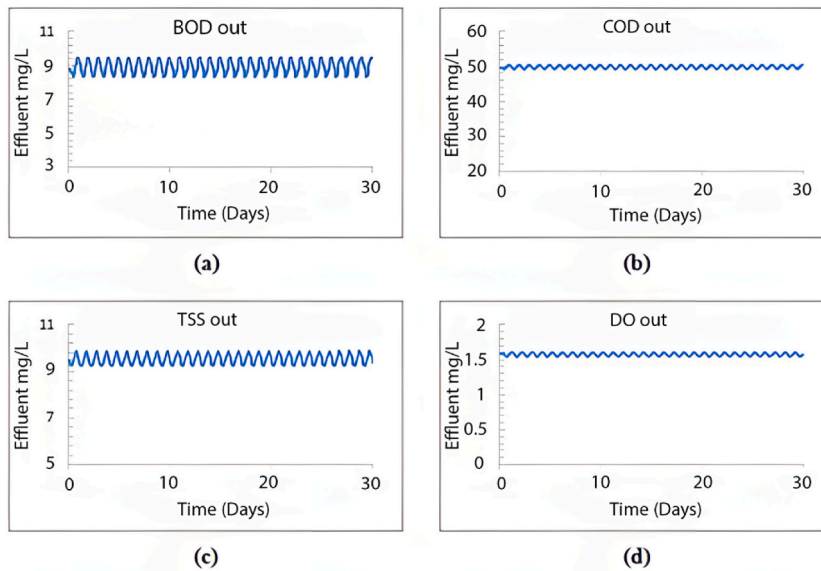 BOD out
11
9
7
5
3
Effluent mg/L
0 10 20 30
Time (Days)
(a)
COD out
60
50
40
30
20
Effluent mg/L
0 10 20 30
Time (Days)
(b)
TSS out
11
9
7
5
Effluent mg/L
0 10 20 30
Time (Days)
(c)
DO out
2
1.5
1
0.5
0
Effluent mg/L
0 10 20 30
Time (Days)
(d)